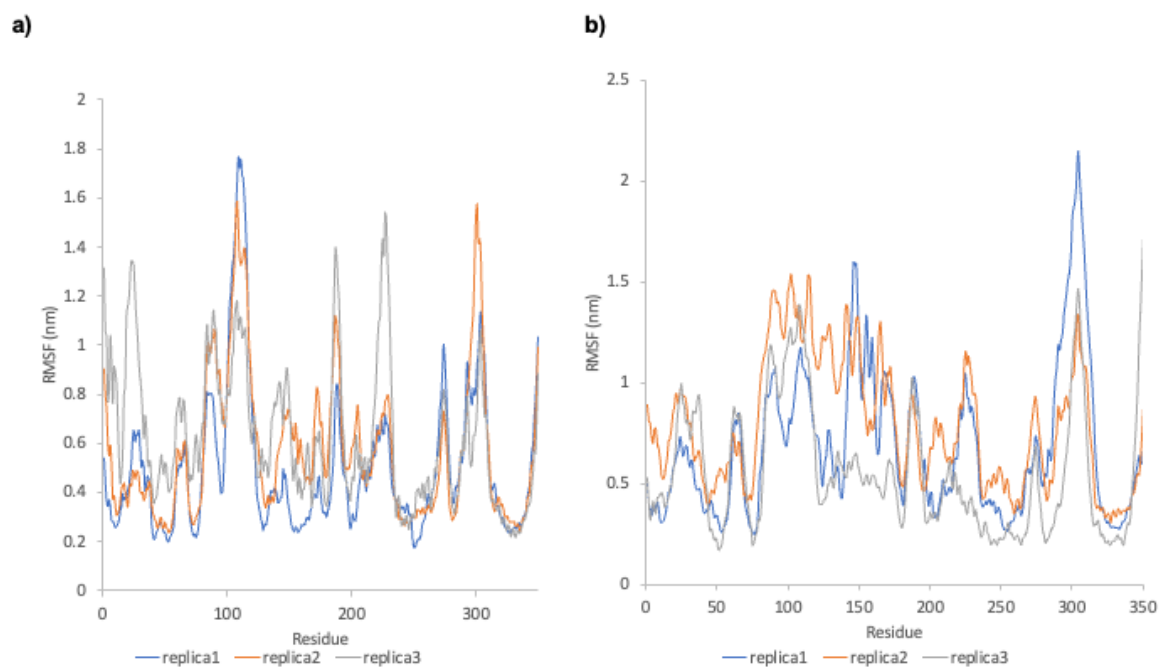 a)
2
1.8
1.6
1.4
1.2
1
0.8
0.6
0.4
0.2
0
RMSF (nm)
0 100 200 300
Residue
replica1 replica2 replica3
b)
2.5
2
1.5
1
0.5
0
RMSF (nm)
0 50 100 150 200 250 300 350
Residue
replica1 replica2 replica3